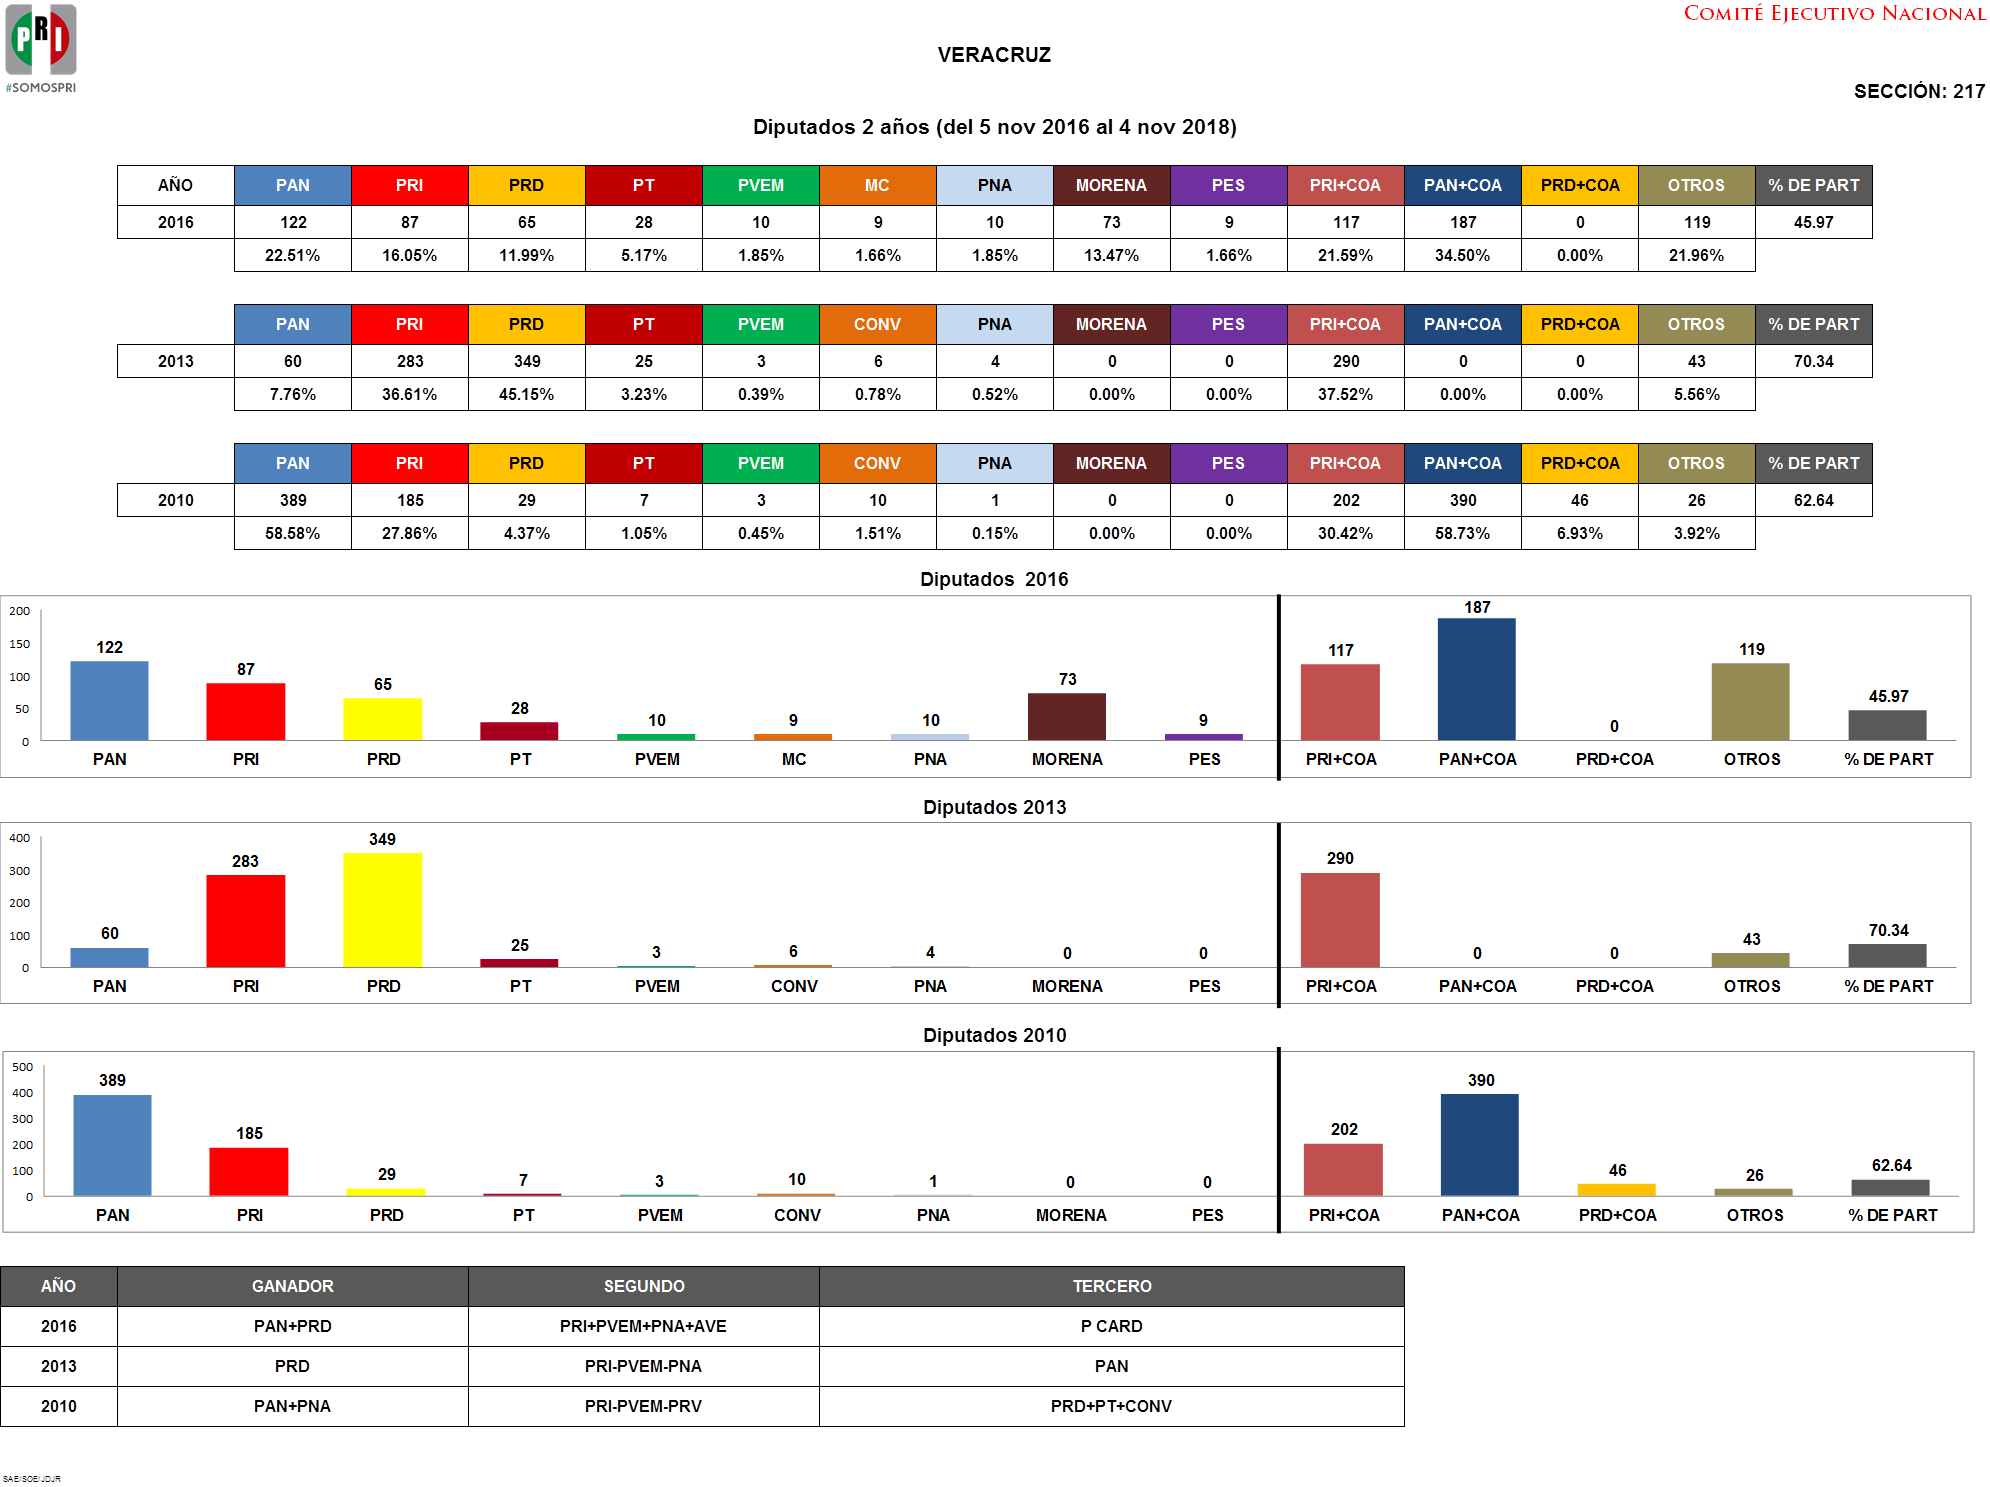 PRI
#SOMOSPRI
COMITÉ EJECUTIVO NACIONAL
VERACRUZ
SECCIÓN: 217
Diputados 2 años (del 5 nov 2016 al 4 nov 2018)
AÑO PAN PRI PRD PT PVEM MC PNA MORENA PES PRI+COA PAN+COA PRD+COA OTROS % DE PART
2016 122 87 65 28 10 9 10 73 9 117 187 0 119 45.97
22.51% 16.05% 11.99% 5.17% 1.85% 1.66% 1.85% 13.47% 1.66% 21.59% 34.50% 0.00% 21.96%
PAN PRI PRD PT PVEM CONV PNA MORENA PES PRI+COA PAN+COA PRD+COA OTROS % DE PART
2013 60 283 349 25 3 6 4 0 0 290 0 0 43 70.34
7.76% 36.61% 45.15% 3.23% 0.39% 0.78% 0.52% 0.00% 0.00% 37.52% 0.00% 0.00% 5.56%
PAN PRI PRD PT PVEM CONV PNA MORENA PES PRI+COA PAN+COA PRD+COA OTROS % DE PART
2010 389 185 29 7 3 10 1 0 0 202 390 46 26 62.64
58.58% 27.86% 4.37% 1.05% 0.45% 1.51% 0.15% 0.00% 0.00% 30.42% 58.73% 6.93% 3.92%
Diputados 2016
200
150
100
50
0
122 87 65 28 10 9 10 73 9 117 187 0 119 45.97
PAN PRI PRD PT PVEM MC PNA MORENA PES PRI+COA PAN+COA PRD+COA OTROS % DE PART
Diputados 2013
400
300
200
100
0
60 283 349 25 3 6 4 0 0 290 0 0 43 70.34
PAN PRI PRD PT PVEM CONV PNA MORENA PES PRI+COA PAN+COA PRD+COA OTROS % DE PART
Diputados 2010
500
400
300
200
100
0
389 185 29 7 3 10 1 0 0 202 390 46 26 62.64
PAN PRI PRD PT PVEM CONV PNA MORENA PES PRI+COA PAN+COA PRD+COA OTROS % DE PART
AÑO GANADOR SEGUNDO TERCERO
2016 PAN+PRD PRI+PVEM+PNA+AVE P CARD
2013 PRD PRI-PVEM-PNA PAN
2010 PAN+PNA PRI-PVEM-PRV PRD+PT+CONV
SAE/SOE/JDJR